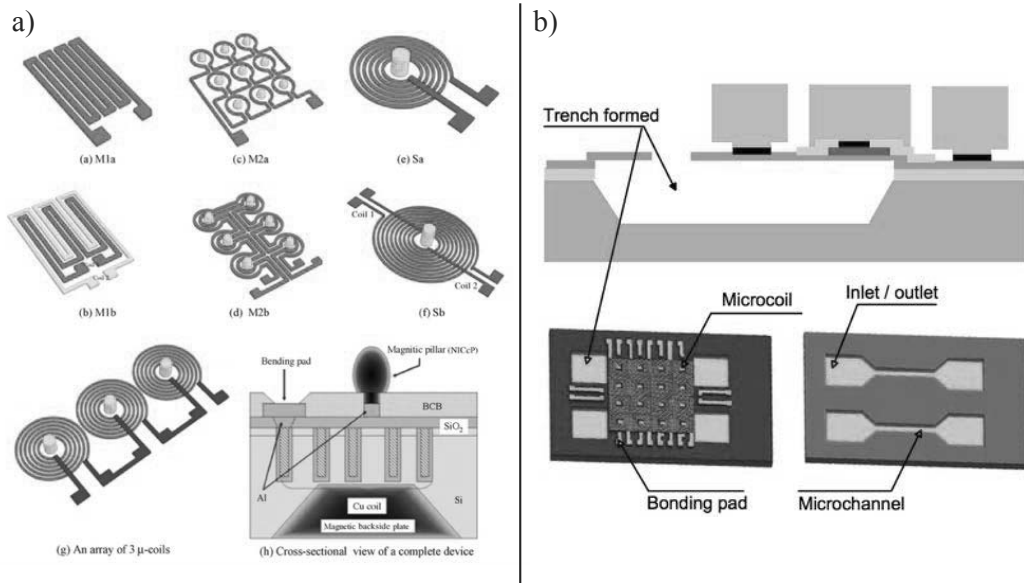 a)
(a) M1a
(c) M2a
(e) Sa
Coil 1
Coil 2
(b) M1b
(d) M2b
(f) Sb
Bending pad
Magnitic pillar (NICcP)
BCB
SiO2
Al
Si
Cu coil
Magnetic backside plate
(g) An array of 3 μ-coils
(h) Cross-sectional view of a complete device
b)
Trench formed
Microcoil
Inlet / outlet
Bonding pad
Microchannel